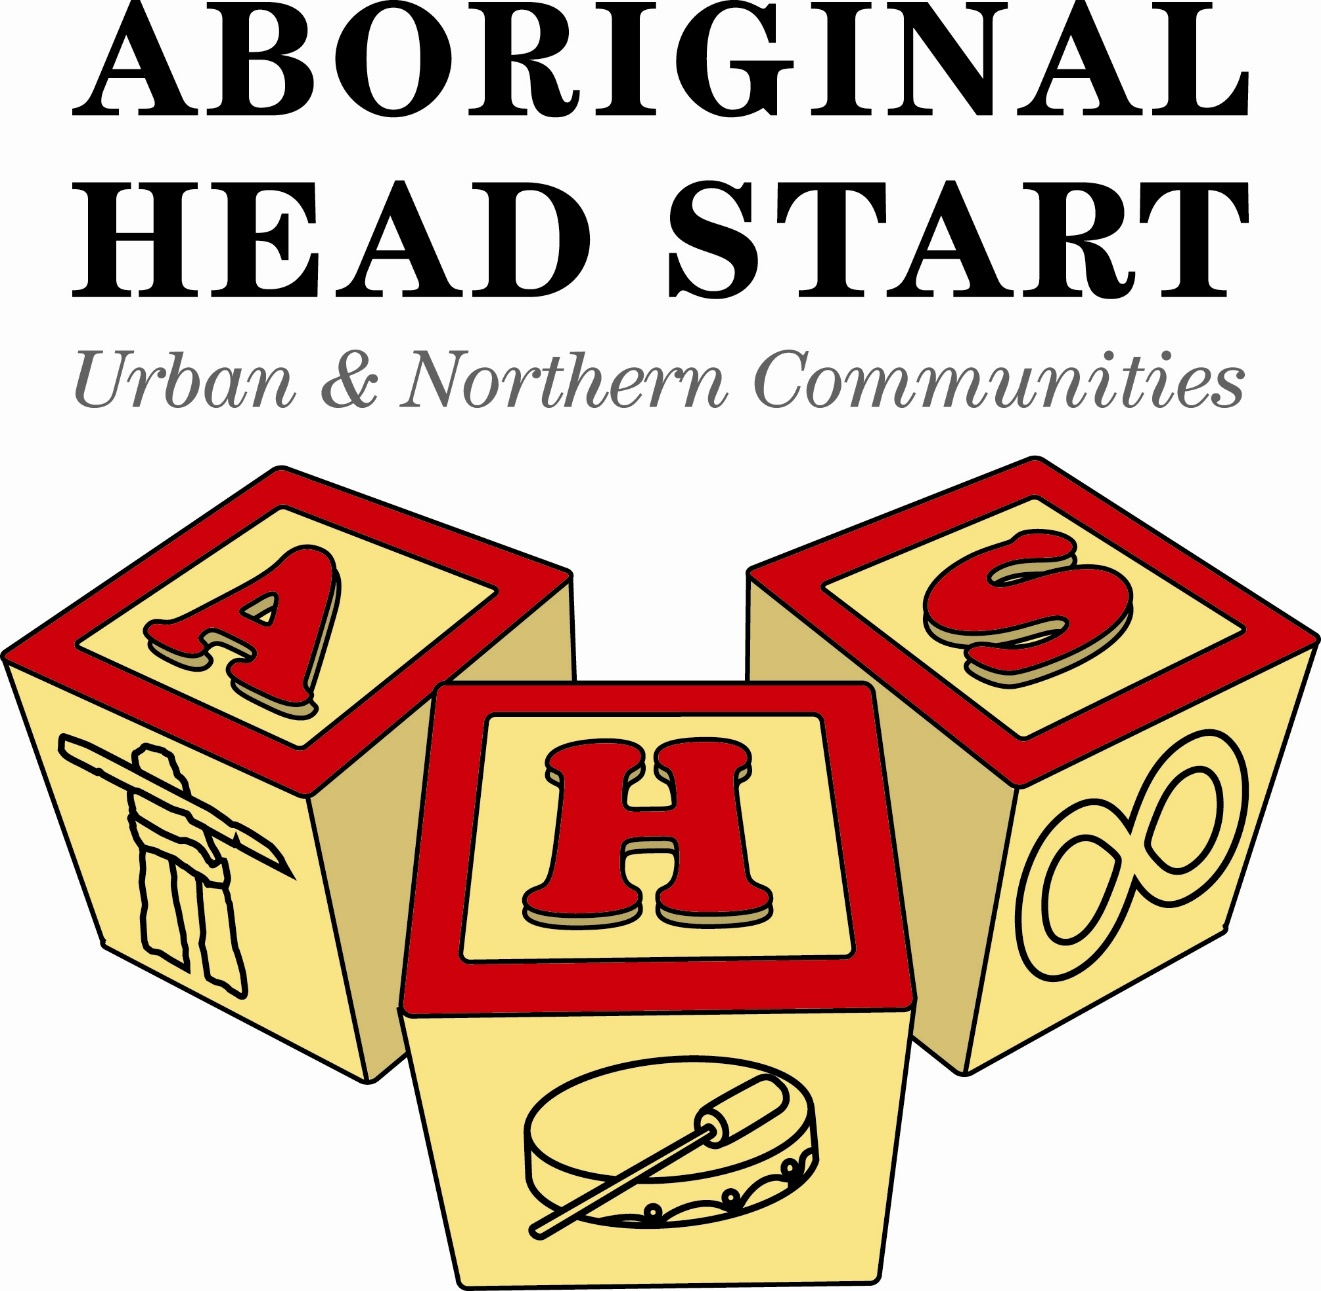 ABORIGINAL
HEAD START
Urban & Northern Communities
A
S
H